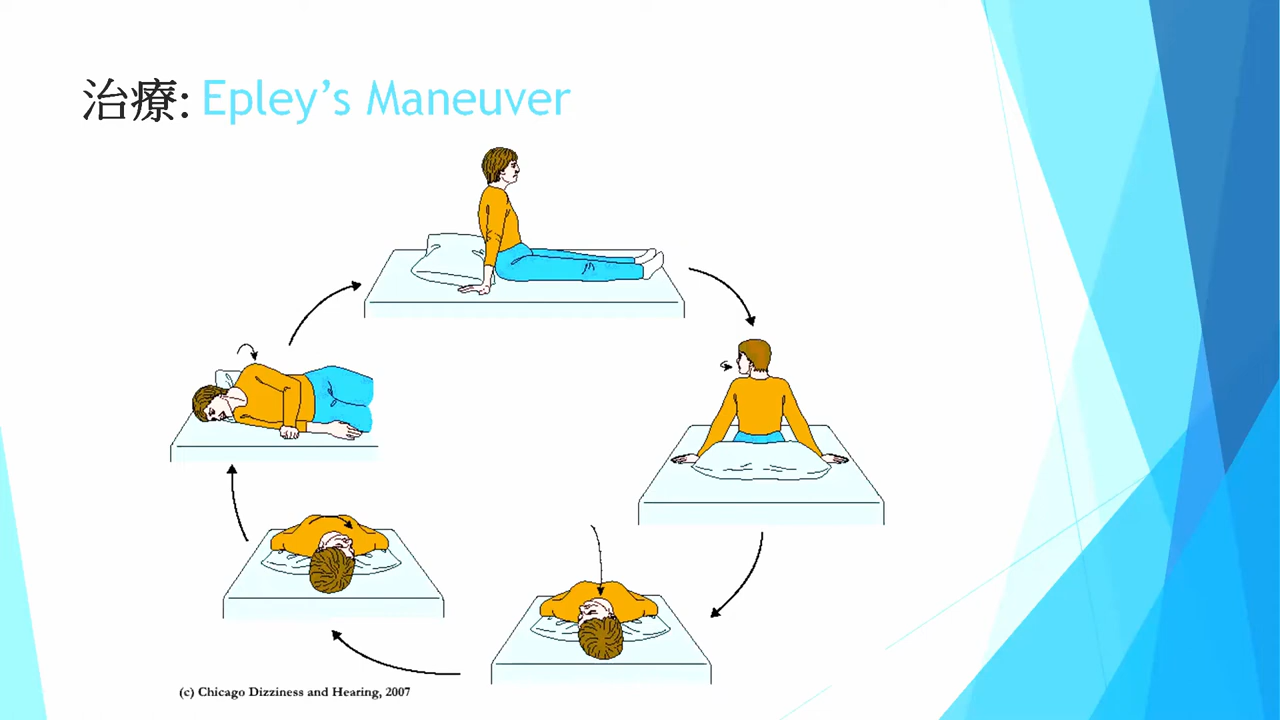 治療: Epley’s Maneuver
(c) Chicago Dizziness and Hearing, 2007